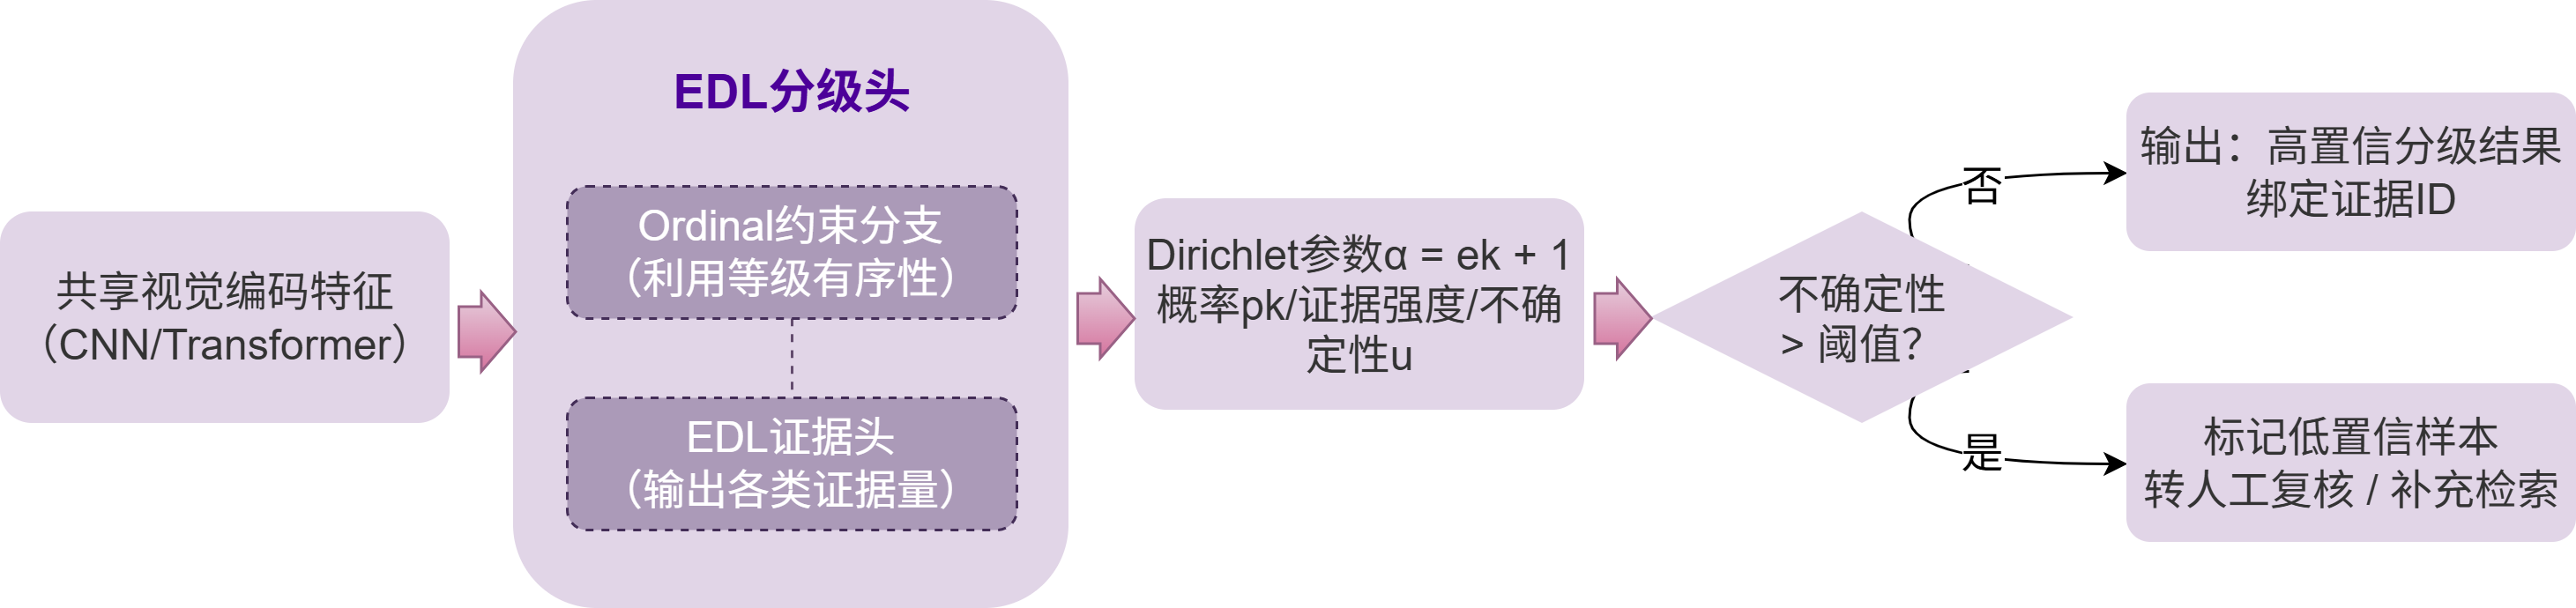 共享视觉编码特征
（CNN/Transformer）
EDL分级头
Ordinal约束分支
（利用等级有序性）
EDL证据头
（输出各类证据量）
Dirichlet参数α = ek + 1
概率pk/证据强度/不确
定性u
不确定性
> 阈值？
否
输出：高置信分级结果
绑定证据ID
是
标记低置信样本
转人工复核 / 补充检索